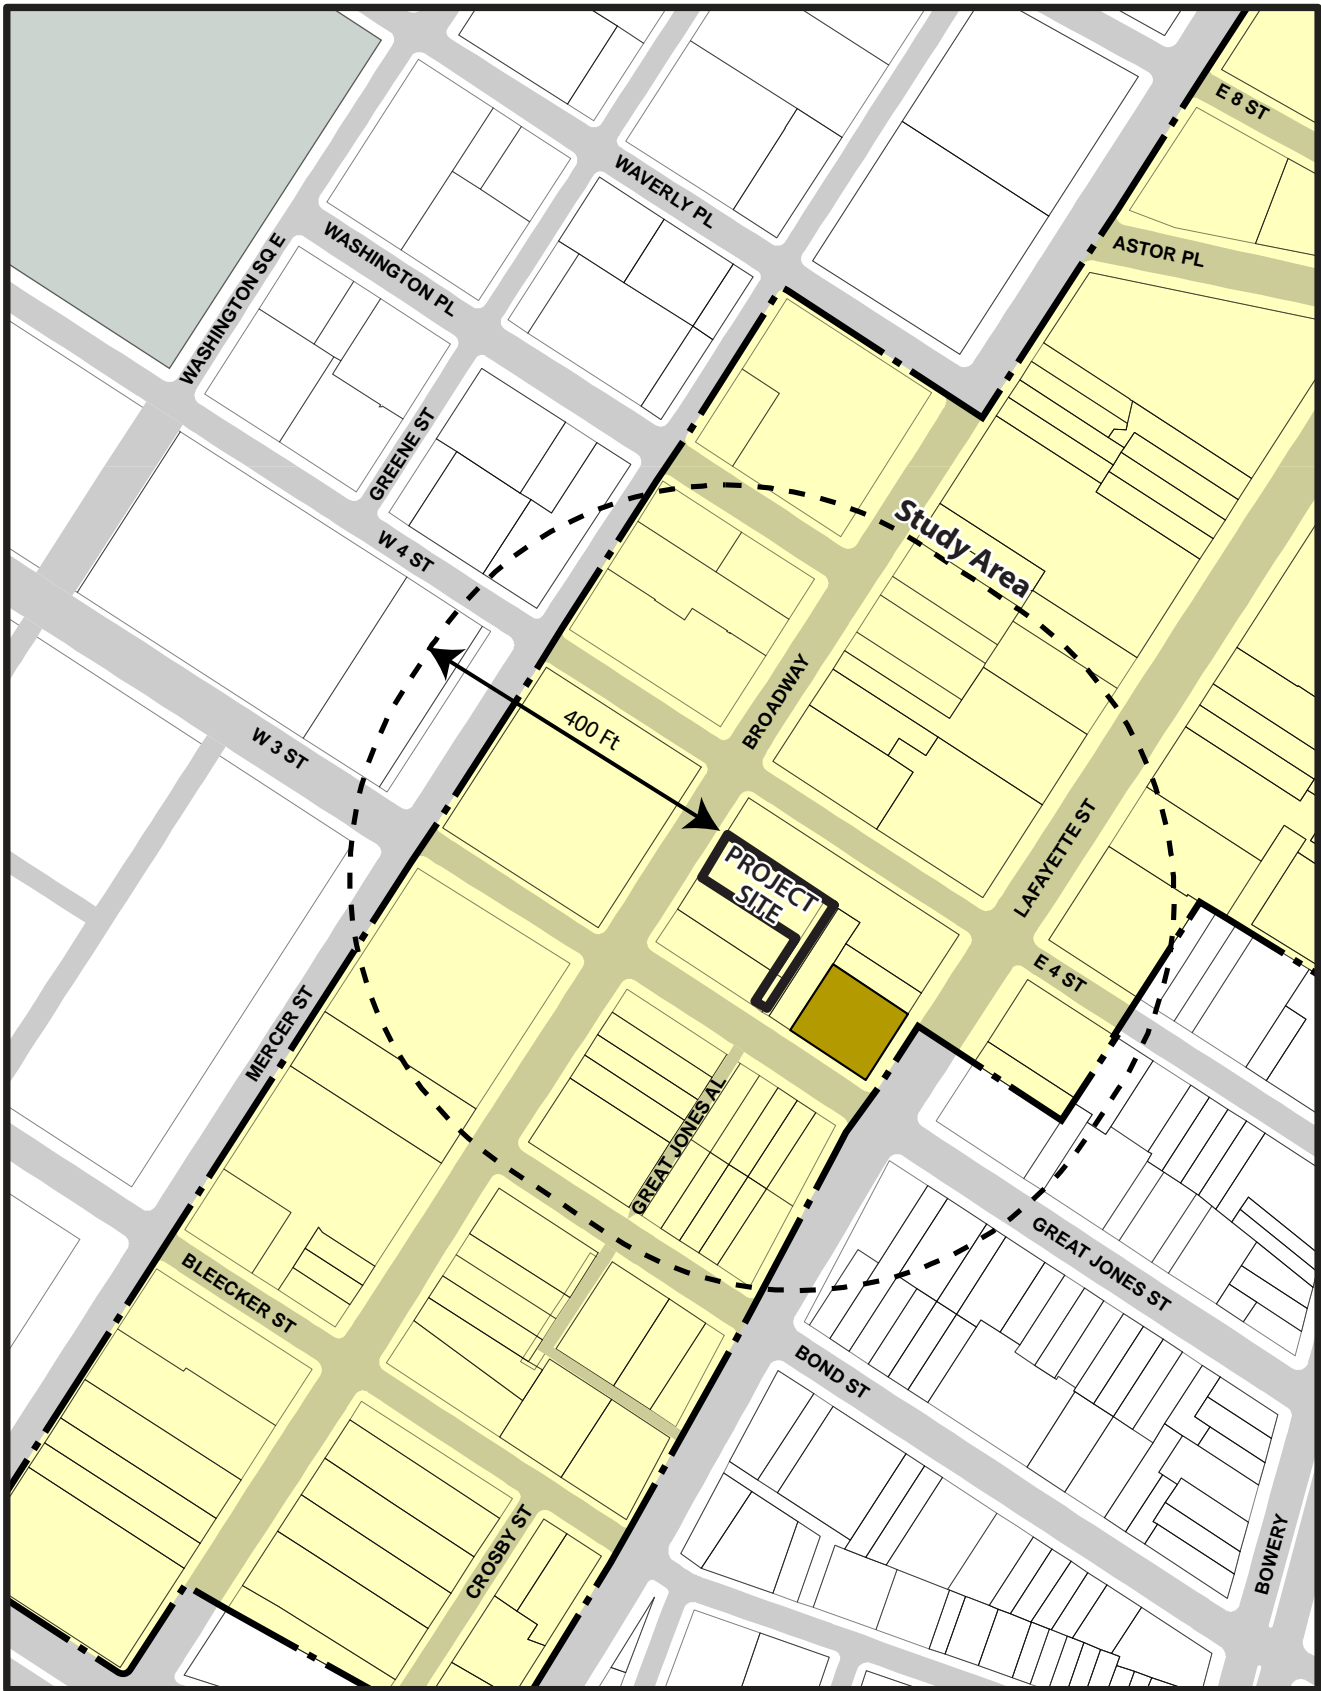 E 8 ST
WAVERLY PL
ASTOR PL
WASHINGTON SQ E
WASHINGTON PL
GREENE ST
W 4 ST
Study Area
BROADWAY
400 Ft
W 3 ST
LAFAYETTE ST
PROJECT
SITE
E 4 ST
MERCER ST
GREAT JONES AL
GREAT JONES ST
BLEECKER ST
BOND ST
CROSBY ST
BOWERY